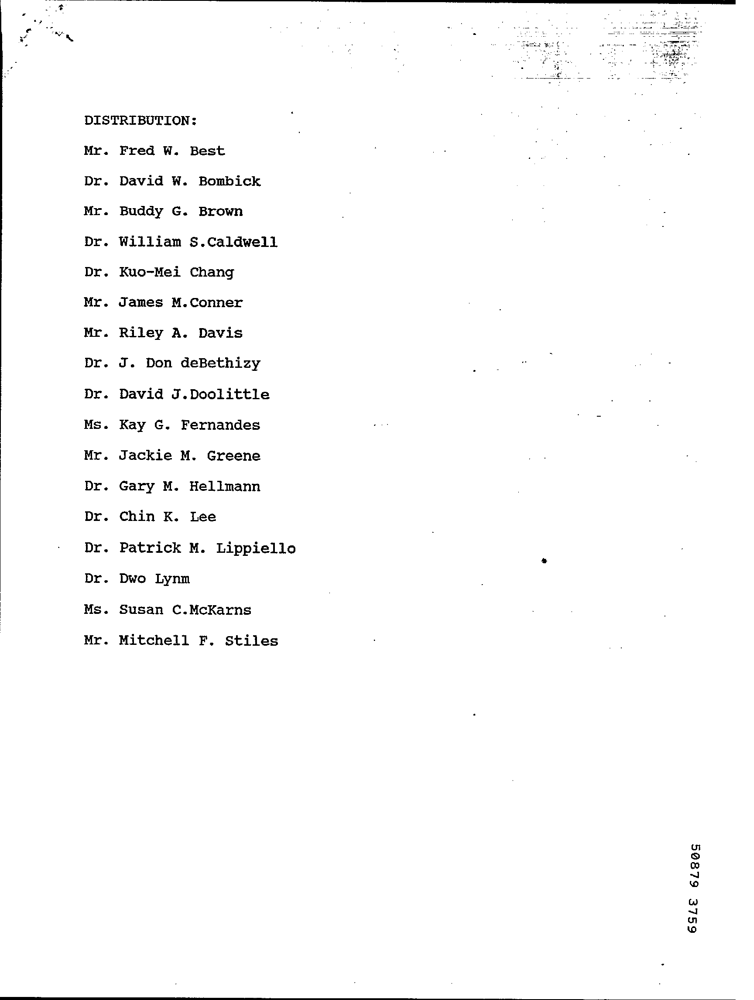 DISTRIBUTION:
Mr. Fred W. Best
Dr. David W. Bombick
Mr. Buddy G. Brown
Dr. William S.Caldwell
Dr. Kuo-Mei Chang
Mr. James M.Conner
Mr. Riley A. Davis
Dr. J. Don deBethizy
Dr. David J.Doolittle
Ms. Kay G. Fernandes
Mr. Jackie M. Greene
Dr. Gary M. Hellmann
Dr. Chin K. Lee
Dr. Patrick M. Lippiello
Dr. Dwo Lynm
Ms. Susan C.McKarns
Mr. Mitchell F. Stiles
50879 3759